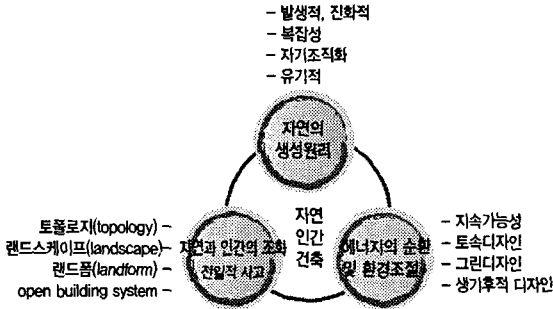 – 발생적, 진화적
– 복잡성
– 자기조직화
– 유기적
자연의
생성원리
토폴로지(topology) –
랜드스케이프(landscape) –
랜드폼(landform) –
open building system –
자연과 인간의 조화
전일적 사고
자연
인간
건축
에너지의 순환
및 환경조절
– 지속가능성
– 토속디자인
– 그린디자인
– 생기후적 디자인